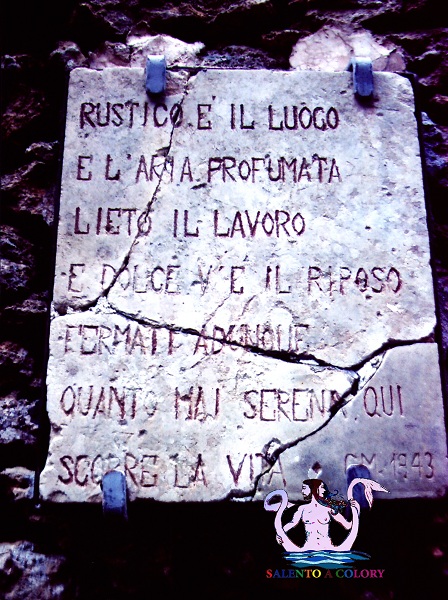 RUSTICO E' IL LUOGO
E L'ARIA PROFUMATA
LIETO IL LAVORO
E DOLCE V'E IL RIPOSO
FERMATI ADUNQUE
QUANTO MAI SERENA QUI
SCORRE LA VITA • G.M. 1943
SALENTO A COLORY